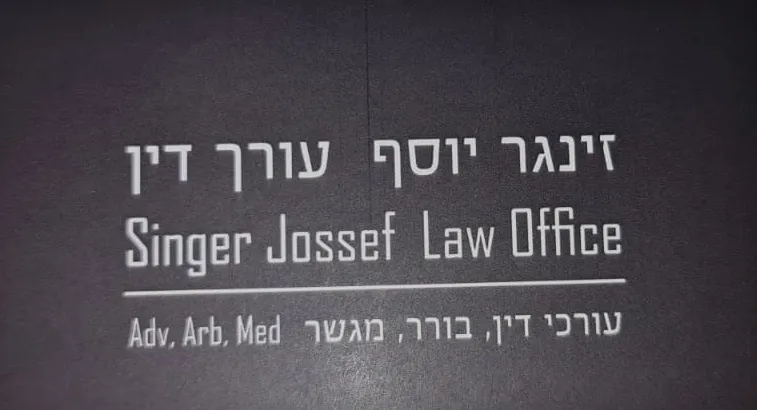 זינגר יוסף עורך דין
Singer Jossef Law Office
עורכי דין, בורר, מגשר Adv, Arb, Med